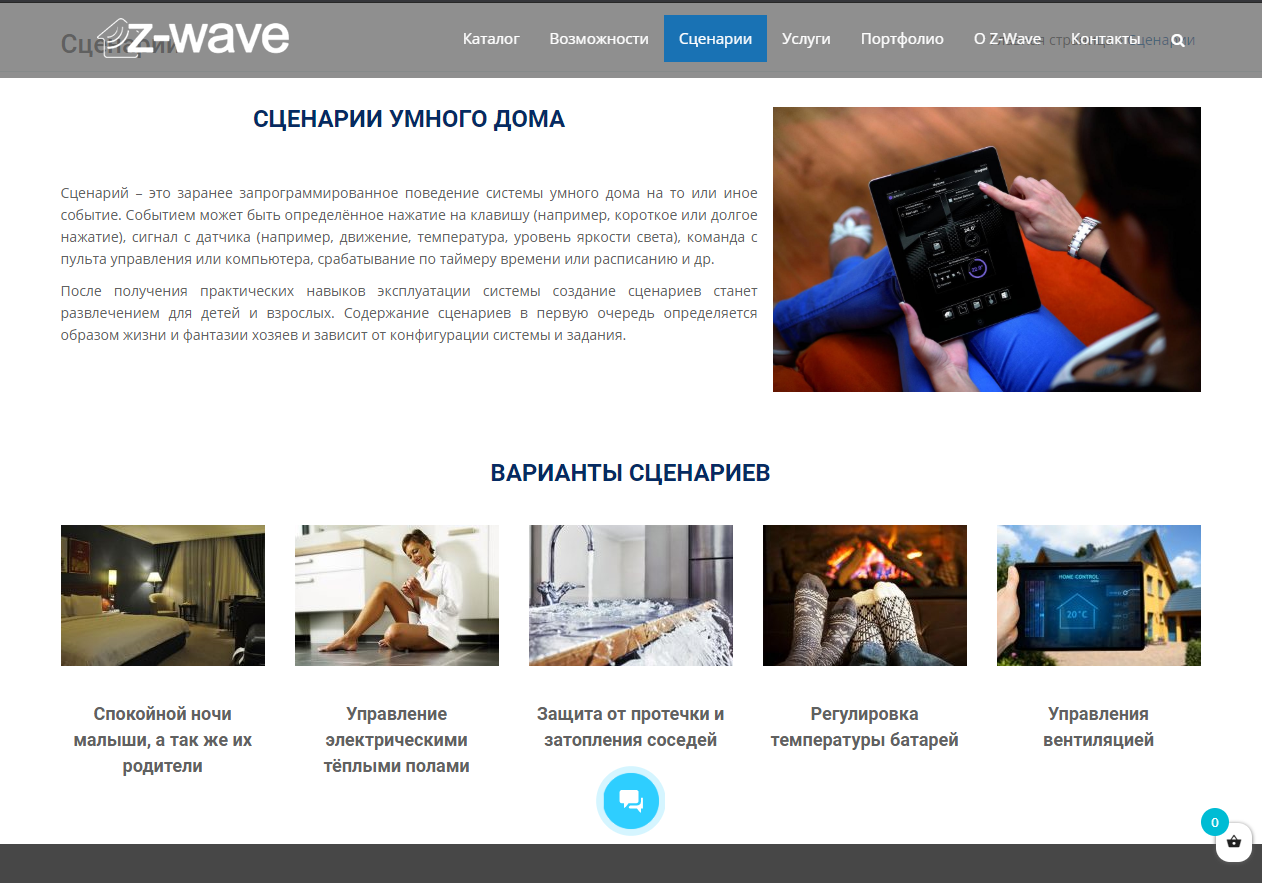 Сценарии
z-wave
Каталог Возможности Сценарии Услуги Портфолио О Z-Wave Контакты
СЦЕНАРИИ УМНОГО ДОМА
Сценарий – это заранее запрограммированное поведение системы умного дома на то или иное
событие. Событием может быть определённое нажатие на клавишу (например, короткое или долгое
нажатие), сигнал с датчика (например, движение, температура, уровень яркости света), команда с
пульта управления или компьютера, срабатывание по таймеру времени или расписанию и др.
После получения практических навыков эксплуатации системы создание сценариев станет
развлечением для детей и взрослых. Содержание сценариев в первую очередь определяется
образом жизни и фантазии хозяев и зависит от конфигурации системы и задания.
ВАРИАНТЫ СЦЕНАРИЕВ
HOME CONTROL
20°C
Спокойной ночи
малыши, а так же их
родители
Управление
электрическими
тёплыми полами
Защита от протечки и
затопления соседей
Регулировка
температуры батарей
Управления
вентиляцией
0